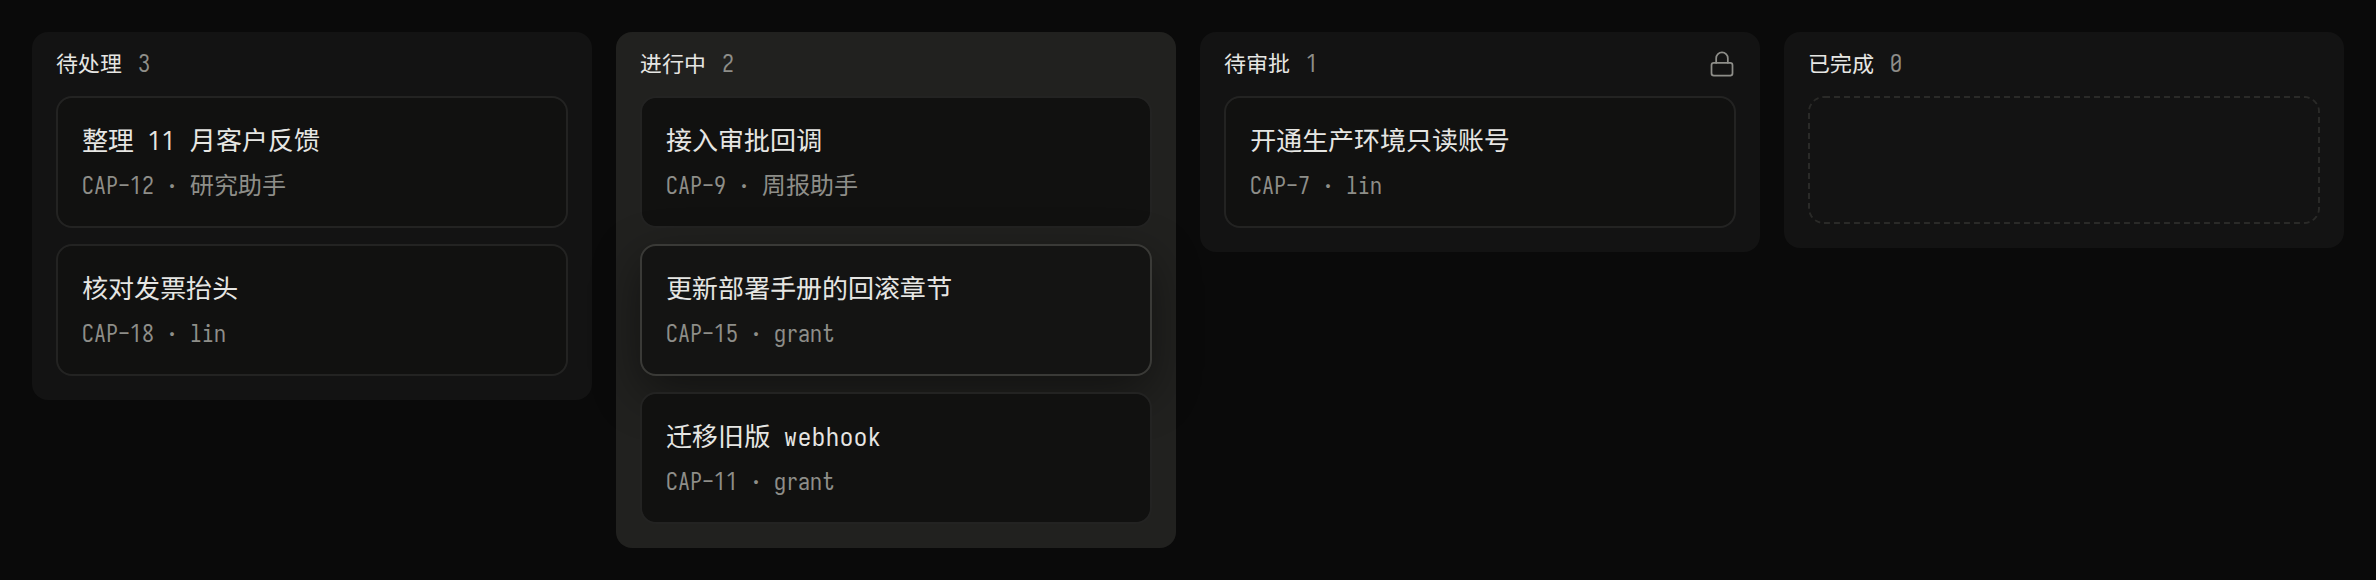 待处理 3
整理 11 月客户反馈
CAP-12 · 研究助手
核对发票抬头
CAP-18 · lin
进行中 2
接入审批回调
CAP-9 · 周报助手
更新部署手册的回滚章节
CAP-15 · grant
迁移旧版 webhook
CAP-11 · grant
待审批 1
开通生产环境只读账号
CAP-7 · lin
已完成 0